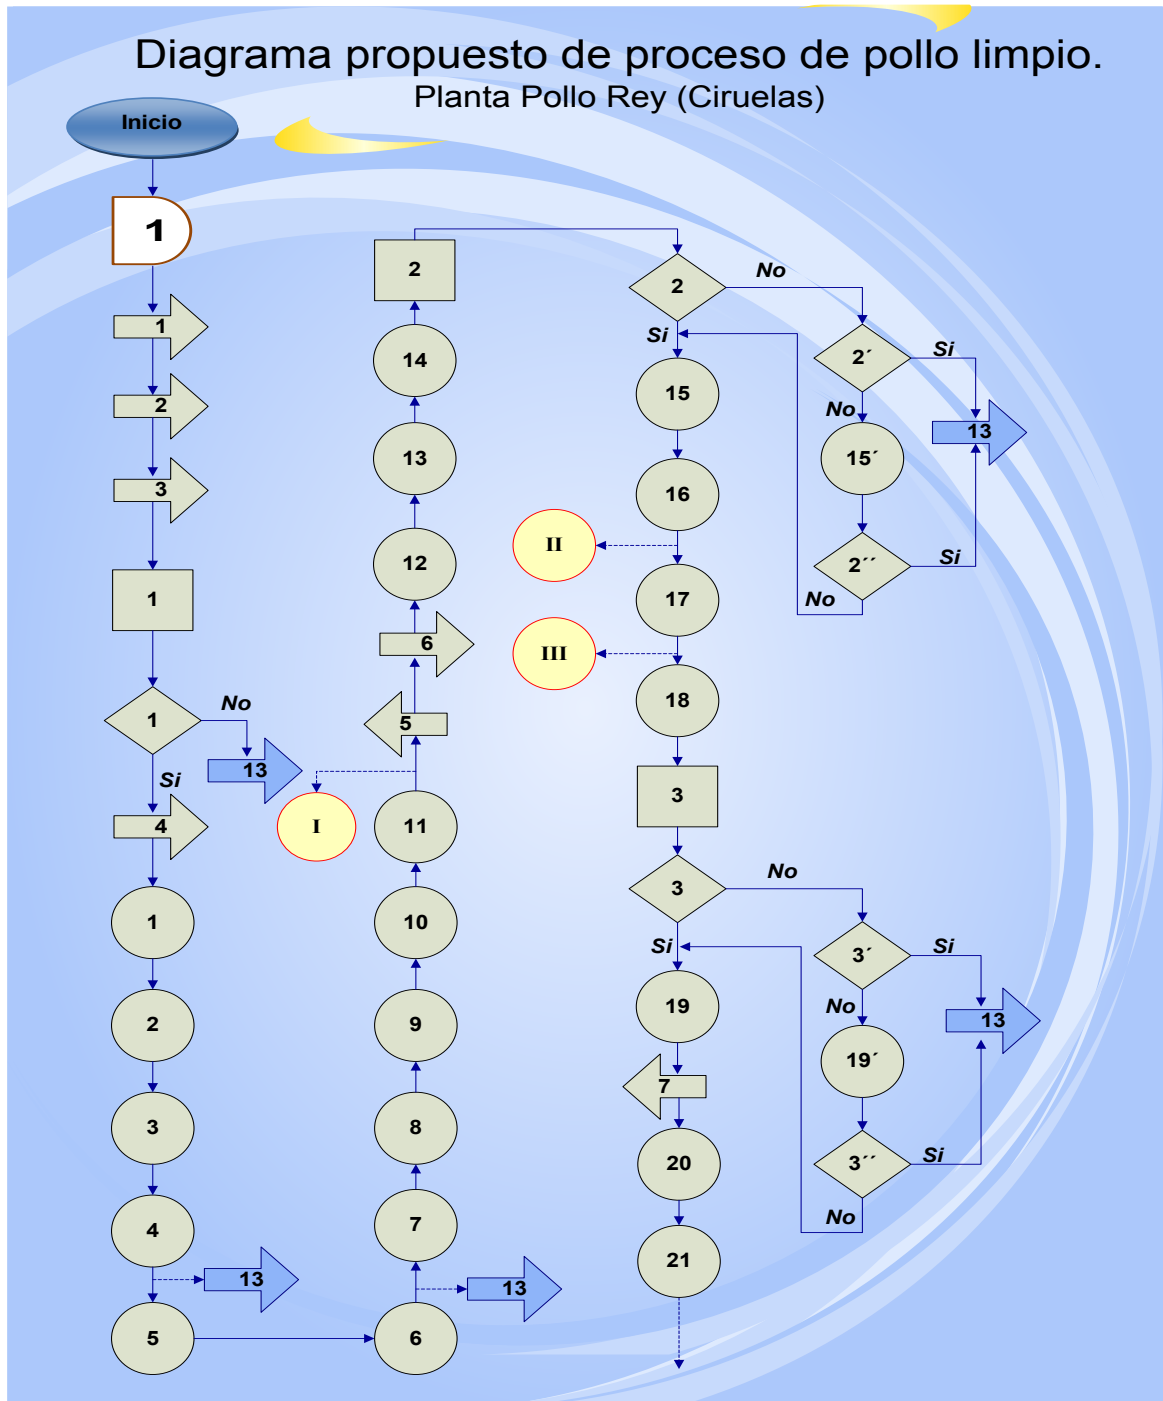 Diagrama propuesto de proceso de pollo limpio.
Planta Pollo Rey (Ciruelas)
Inicio
1
1
2
3
1
1
No
13
Si
4
1
2
3
4
13
5
6
13
7
8
9
10
11
I
5
6
12
13
14
2
2
No
Si
2´
Si
13
No
15´
2´´
Si
No
15
16
II
17
III
18
3
3
No
Si
3´
Si
13
No
19´
3´´
Si
No
19
7
20
21